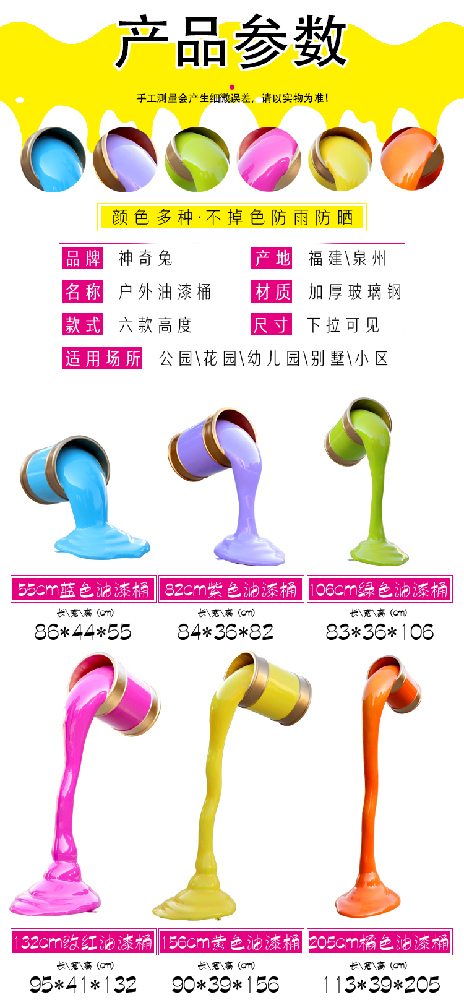 产品参数
手工测量会产生细微误差，请以实物为准！
颜色多种·不掉色防雨防晒
品牌 神奇兔 产地 福建\泉州
名称 户外油漆桶 材质 加厚玻璃钢
款式 六款高度 尺寸 下拉可见
适用场所 公园\花园\幼儿园\别墅\小区
55cm蓝色油漆桶 82cm紫色油漆桶 106cm绿色油漆桶
长\宽\高 (cm) 长\宽\高 (cm) 长\宽\高 (cm)
86*44*55 84*36*82 83*36*106
132cm玫红油漆桶 156cm黄色油漆桶 205cm橘色油漆桶
长\宽\高 (cm) 长\宽\高 (cm) 长\宽\高 (cm)
95*41*132 90*39*156 113*39*205